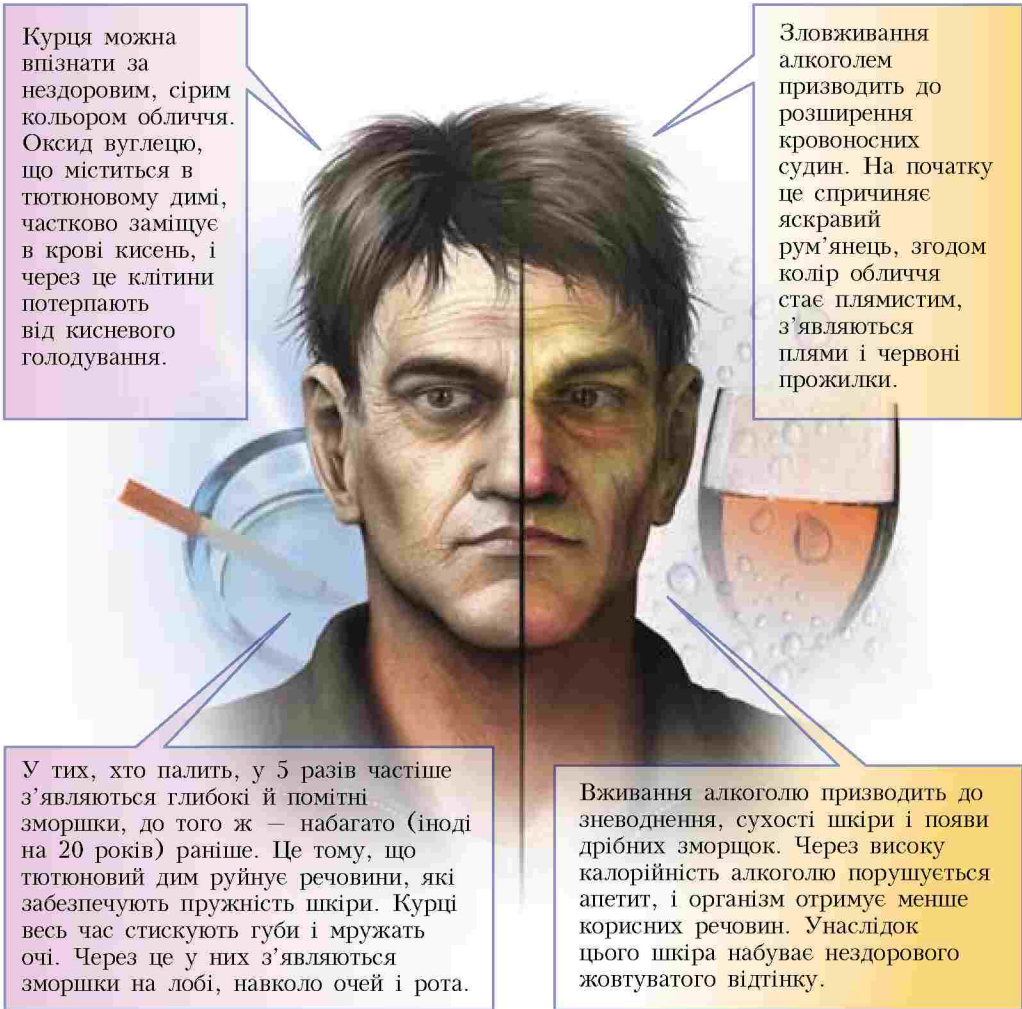 Курця можна
впізнати за
нездоровим, сірим
кольором обличчя.
Оксид вуглецю,
що міститься в
тютюновому димі,
частково заміщує
в крові кисень, і
через це клітини
потерпають
від кисневого
голодування.
Зловживання
алкоголем
призводить до
розширення
кровоносних
судин. На початку
це спричиняє
яскравий
рум’янець, згодом
колір обличчя
стає плямистим,
з’являються
плями і червоні
прожилки.
У тих, хто палить, у 5 разів частіше
з’являються глибокі й помітні
зморшки, до того ж — набагато (іноді
на 20 років) раніше. Це тому, що
тютюновий дим руйнує речовини, які
забезпечують пружність шкіри. Курці
весь час стискують губи і мружать
очі. Через це у них з’являються
зморшки на лобі, навколо очей і рота.
Вживання алкоголю призводить до
зневоднення, сухості шкіри і появи
дрібних зморщок. Через високу
калорійність алкоголю порушується
апетит, і організм отримує менше
корисних речовин. Унаслідок
цього шкіра набуває нездорового
жовтуватого відтінку.